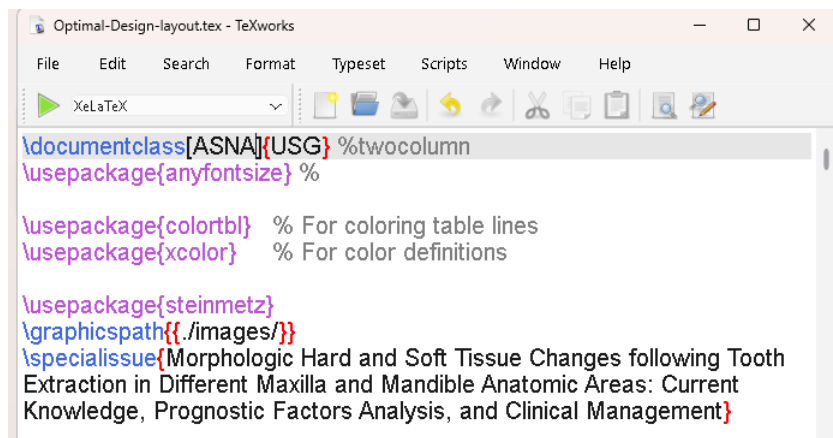 Optimal-Design-layout.tex - TeXworks
File Edit Search Format Typeset Scripts Window Help
XeLaTeX
\documentclass[ASNA]{USG} %twocolumn
\usepackage{anyfontsize} %
\usepackage{colortbl} % For coloring table lines
\usepackage{xcolor} % For color definitions
\usepackage{steinmetz}
\graphicspath{{./images/}}
\specialissue{Morphologic Hard and Soft Tissue Changes following Tooth
Extraction in Different Maxilla and Mandible Anatomic Areas: Current
Knowledge, Prognostic Factors Analysis, and Clinical Management}